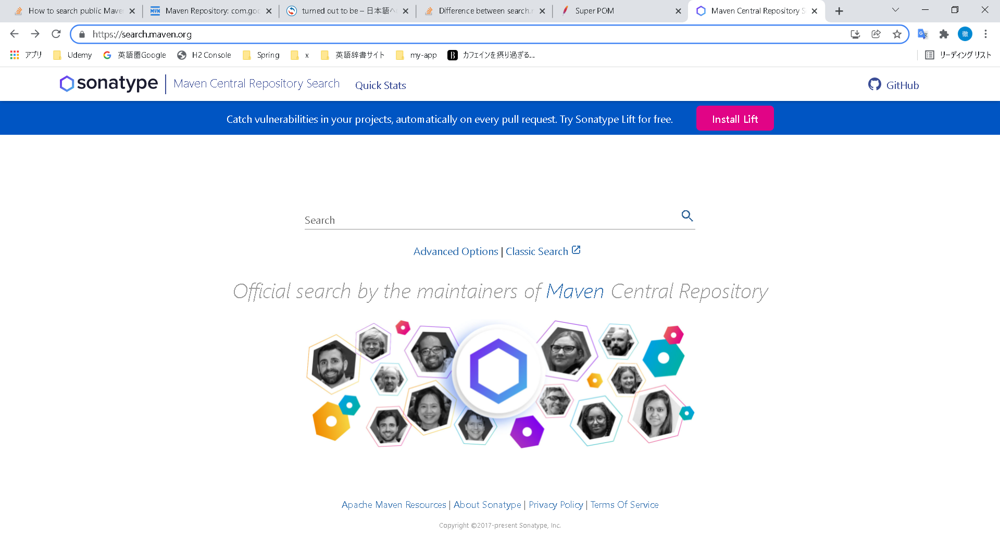 How to search public Mave
Maven Repository: com.goo
turned out to be – 日本語へ
Difference between search.r
Super POM
Maven Central Repository S
https://search.maven.org
徹
アプリ
Udemy
英語圏Google
H2 Console
Spring
x
英語辞書サイト
my-app
カフェインを摂り過ぎる...
リーディング リスト
sonatype
Maven Central Repository Search
Quick Stats
GitHub
Catch vulnerabilities in your projects, automatically on every pull request. Try Sonatype Lift for free.
Install Lift
Search
Advanced Options | Classic Search
Official search by the maintainers of Maven Central Repository
Apache Maven Resources | About Sonatype | Privacy Policy | Terms Of Service
Copyright ©2017-present Sonatype, Inc.